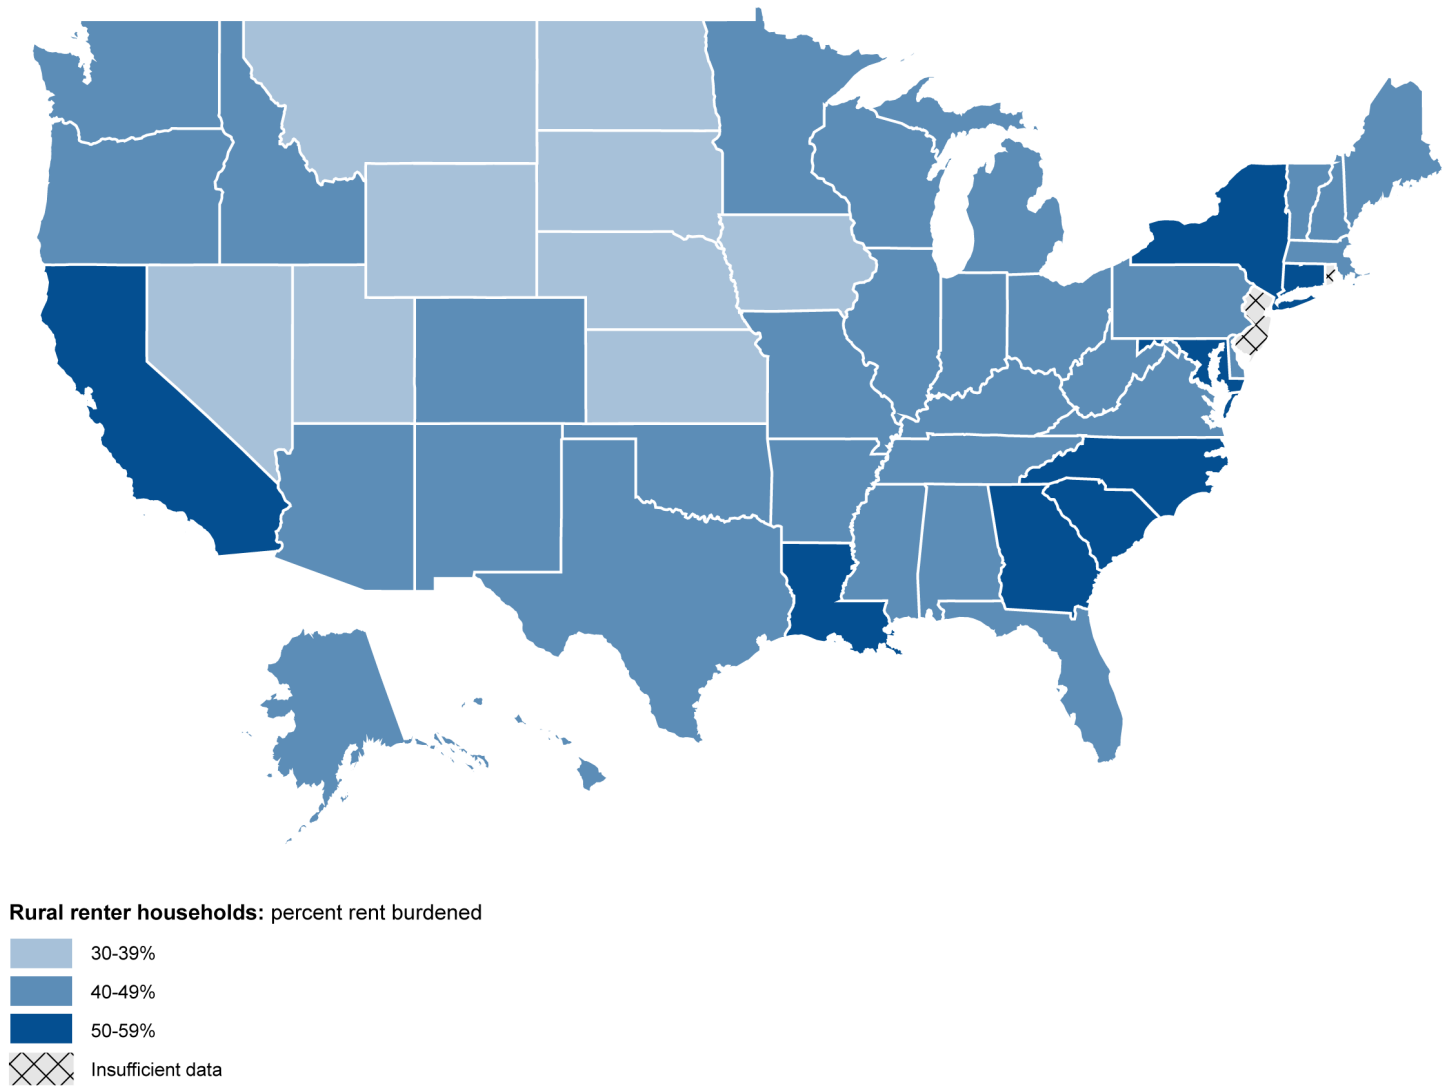 Rural renter households: percent rent burdened
30-39%
40-49%
50-59%
Insufficient data